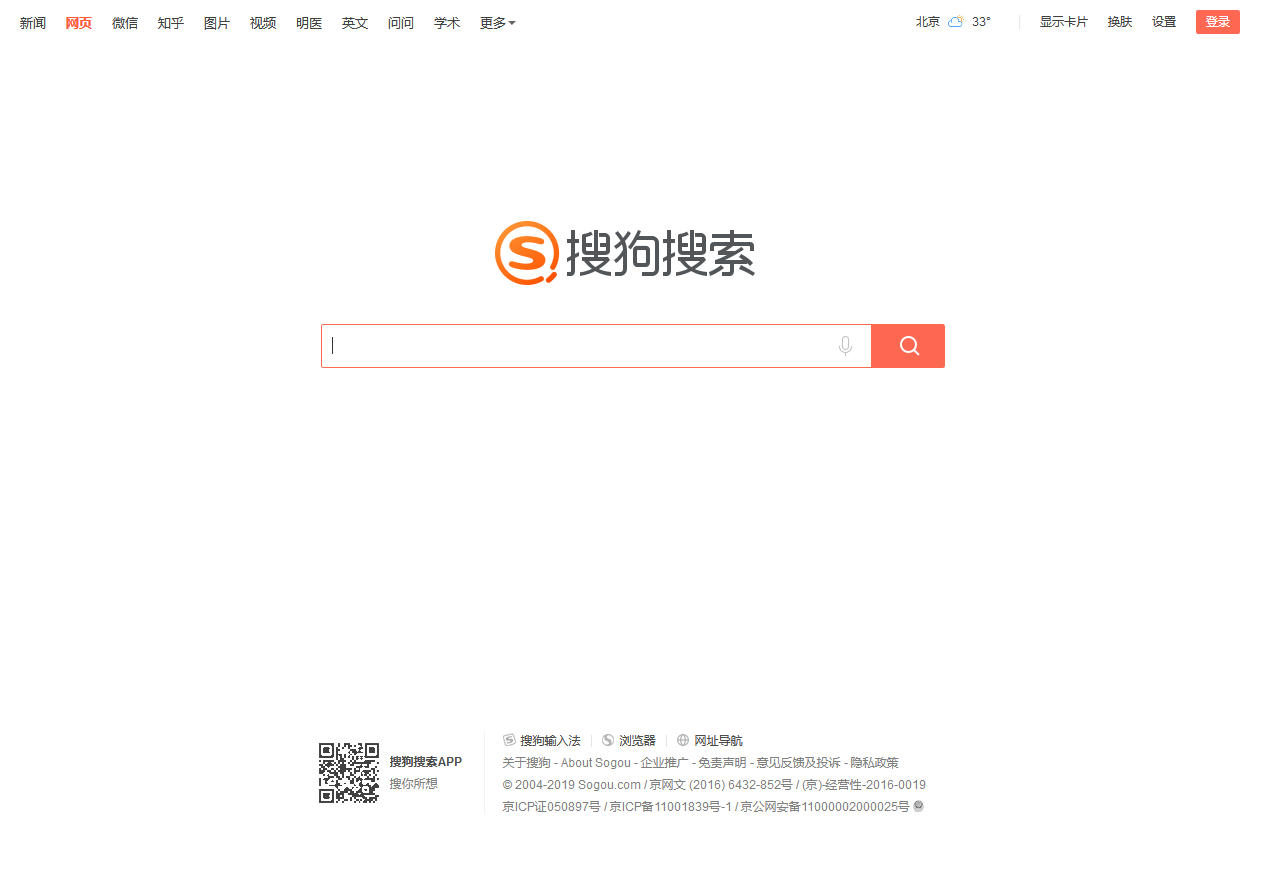 新闻 网页 微信 知乎 图片 视频 明医 英文 问问 学术 更多 北京 33° 显示卡片 换肤 设置 登录
搜狗搜索
搜狗输入法 浏览器 网址导航
搜狗搜索APP
搜你所想
关于搜狗 - About Sogou - 企业推广 - 免责声明 - 意见反馈及投诉 - 隐私政策
© 2004-2019 Sogou.com / 京网文 (2016) 6432-852号 / (京)-经营性-2016-0019
京ICP证050897号 / 京ICP备11001839号-1 / 京公网安备11000002000025号